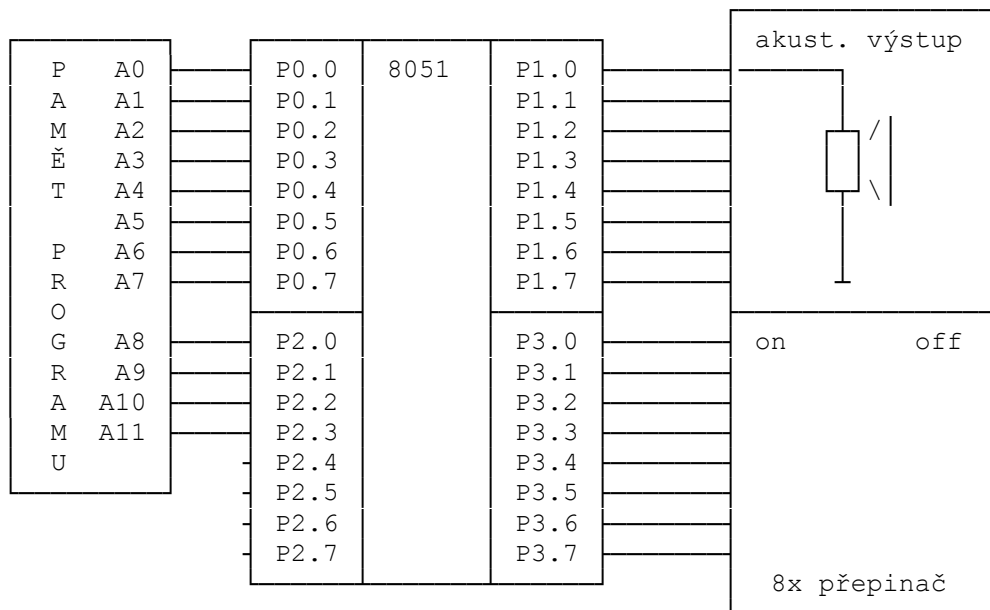 akust. výstup
P A0 P0.0 8051 P1.0
A A1 P0.1 P1.1
M A2 P0.2 P1.2
Ě A3 P0.3 P1.3
T A4 P0.4 P1.4
A5 P0.5 P1.5
P A6 P0.6 P1.6
R A7 P0.7 P1.7
O
G A8 P2.0 P3.0 on off
R A9 P2.1 P3.1
A A10 P2.2 P3.2
M A11 P2.3 P3.3
U P2.4 P3.4
P2.5 P3.5
P2.6 P3.6
P2.7 P3.7
8x přepinač